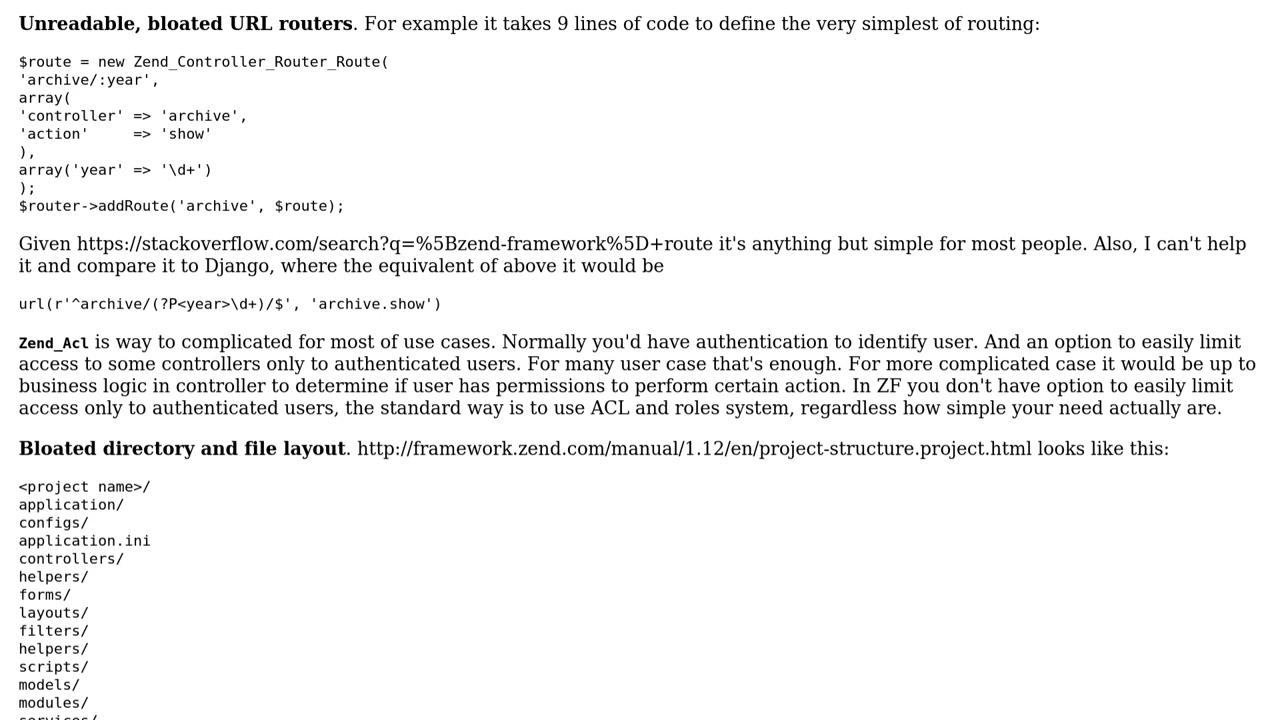 Unreadable, bloated URL routers. For example it takes 9 lines of code to define the very simplest of routing:
$route = new Zend_Controller_Router_Route(
'archive/:year',
array(
'controller' => 'archive',
'action'     => 'show'
),
array('year' => '\d+')
);
$router->addRoute('archive', $route);
Given https://stackoverflow.com/search?q=%5Bzend-framework%5D+route it's anything but simple for most people. Also, I can't help
it and compare it to Django, where the equivalent of above it would be
url(r'^archive/(?P<year>\d+)/$', 'archive.show')
Zend_Acl is way to complicated for most of use cases. Normally you'd have authentication to identify user. And an option to easily limit
access to some controllers only to authenticated users. For many user case that's enough. For more complicated case it would be up to
business logic in controller to determine if user has permissions to perform certain action. In ZF you don't have option to easily limit
access only to authenticated users, the standard way is to use ACL and roles system, regardless how simple your need actually are.
Bloated directory and file layout. http://framework.zend.com/manual/1.12/en/project-structure.project.html looks like this:
<project name>/
application/
configs/
application.ini
controllers/
helpers/
forms/
layouts/
filters/
helpers/
scripts/
models/
modules/
services/